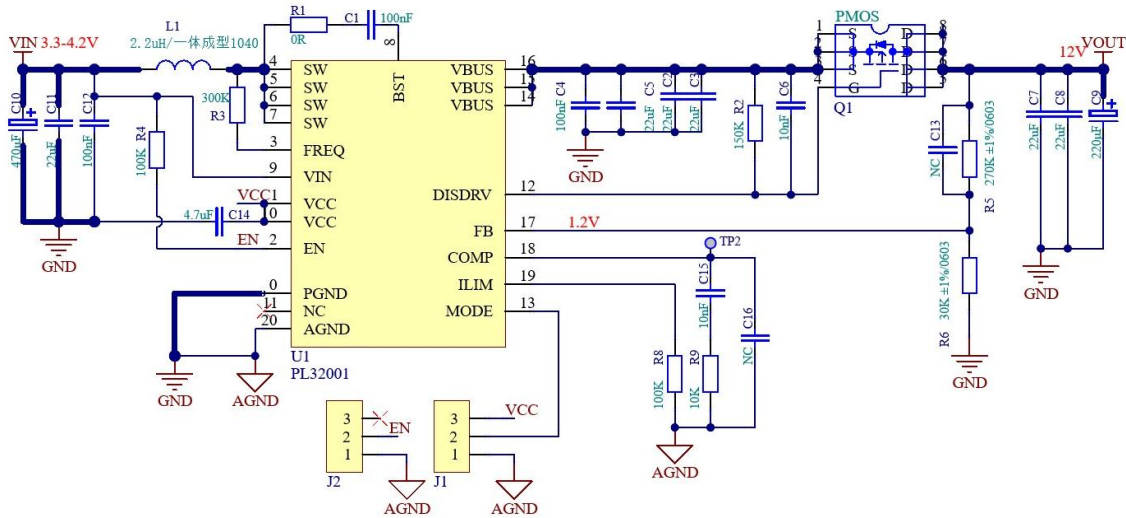 VIN 3.3-4.2V
L1
2.2uH/一体成型1040
R1
0R
C1
100nF
C10
470uF
C11
22uF
C12
100nF
R4
100K
300K
R3
4.7uF
C14
VCC
EN
GND
4 SW
5 SW
6 SW
7 SW
3 FREQ
9 VIN
1 VCC
0 VCC
2 EN
0 PGND
11 NC
20 AGND
8
BST
VBUS 16
VBUS 15
VBUS 14
DISDRV 12
FB 17
COMP 18
ILIM 19
MODE 13
U1
PL32001
GND
AGND
C4
100nF
C5
22uF
C2
22uF
C3
22uF
GND
R2
150K
C6
10nF
PMOS
1 S D 8
2 S D 7
3 S D 6
4 G D 5
Q1
12V VOUT
C13
NC
270K ±1%/0603
R5
C7
22uF
C8
22uF
C9
220uF
GND
1.2V
TP2
C15
10nF
C16
NC
R8
100K
R9
10K
AGND
30K ±1%/0603
R6
GND
3
2
1
EN
J2
AGND
3
2
1
VCC
J1
AGND